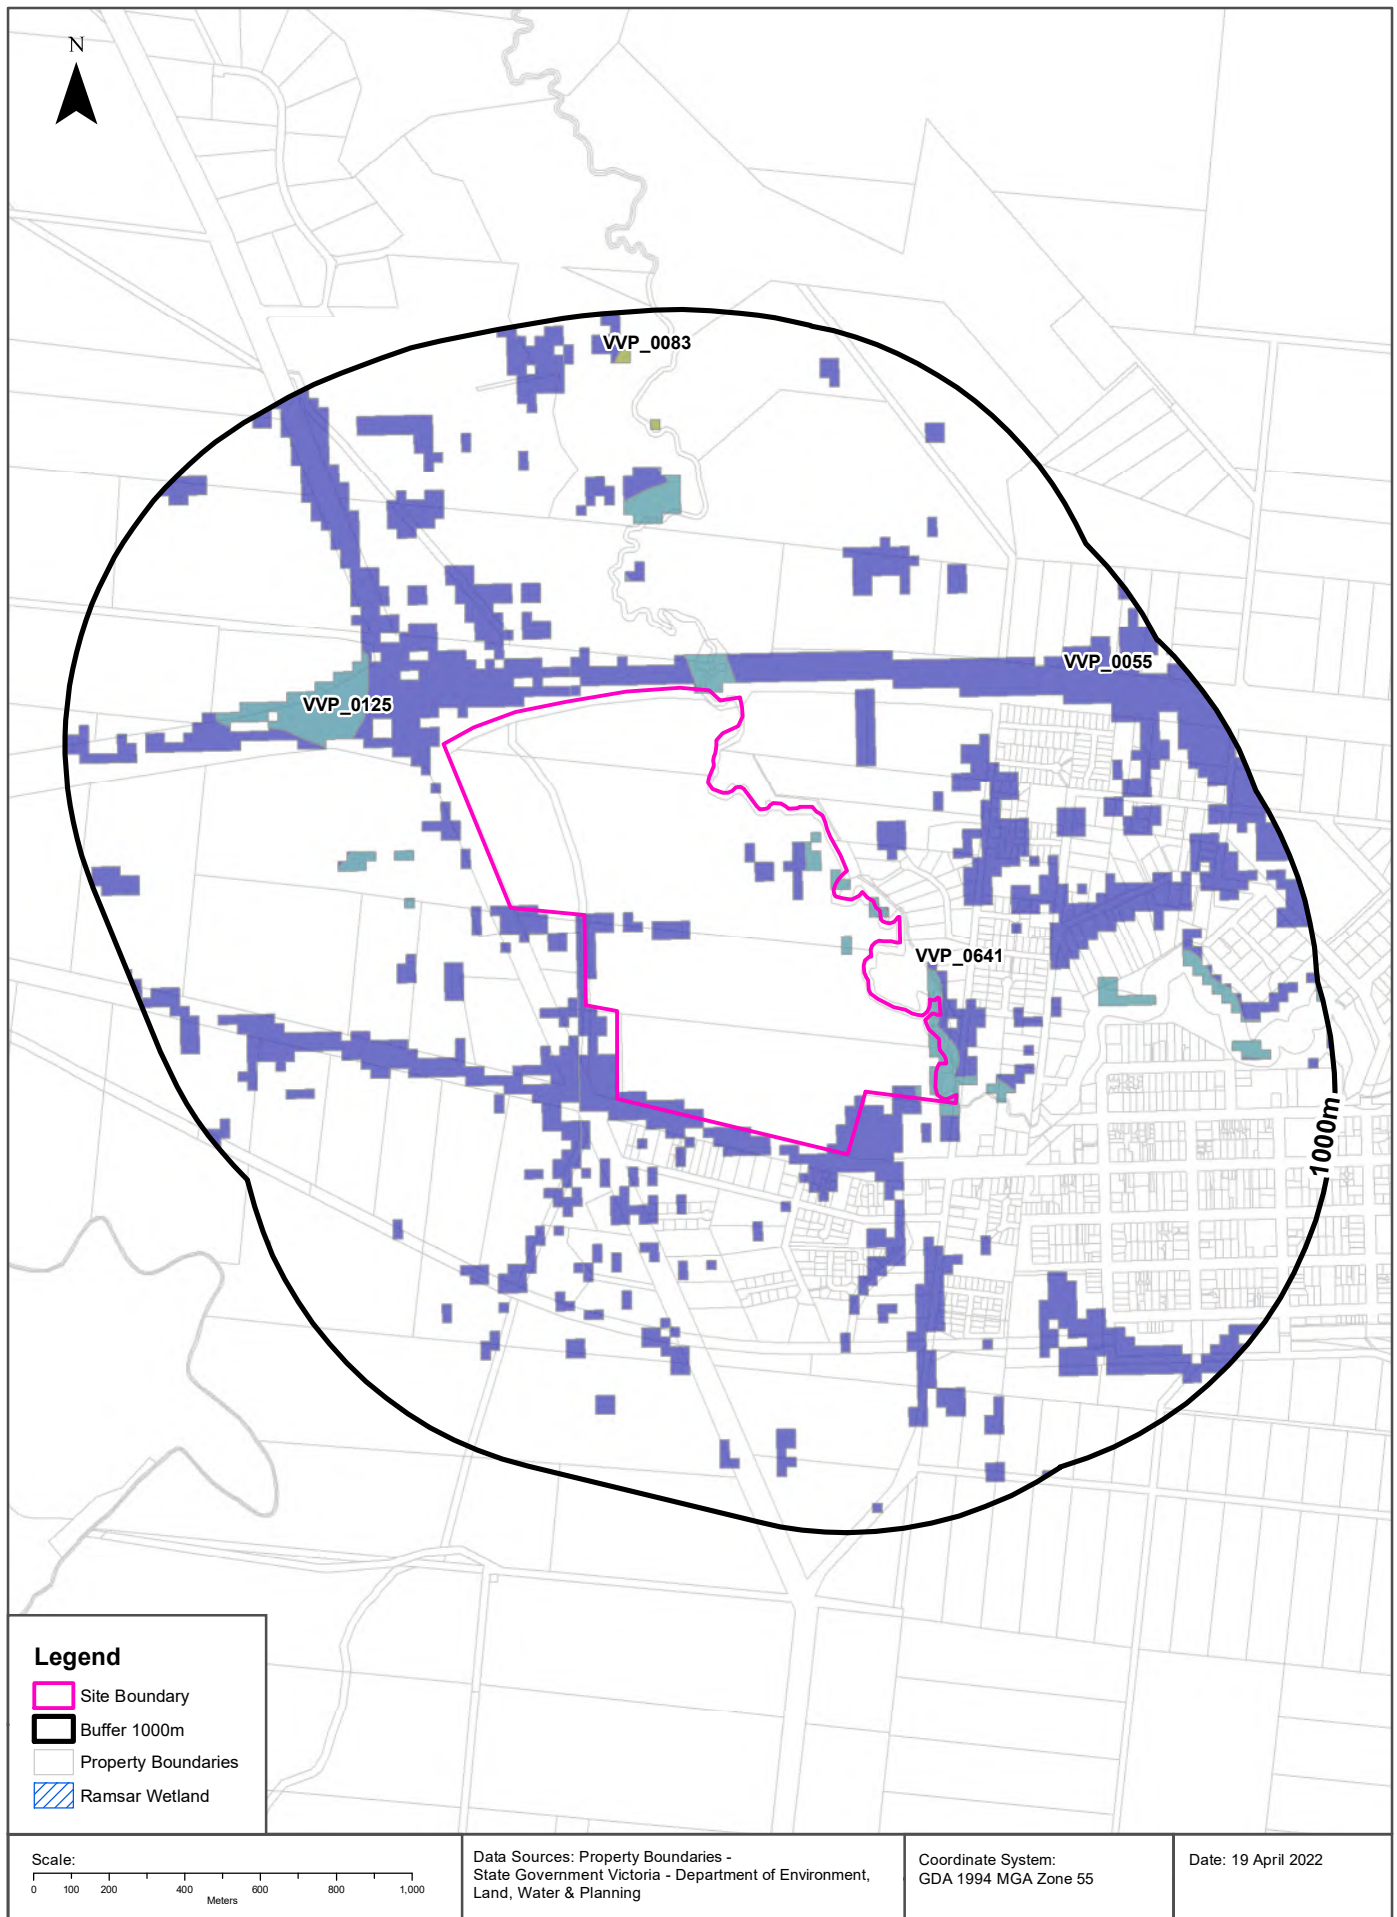 N
VVP_0083
VVP_0055
VVP_0125
VVP_0641
1000m
Legend
Site Boundary
Buffer 1000m
Property Boundaries
Ramsar Wetland
Scale:
0 100 200 400 600 800 1,000
Meters
Data Sources: Property Boundaries -
State Government Victoria - Department of Environment,
Land, Water & Planning
Coordinate System:
GDA 1994 MGA Zone 55
Date: 19 April 2022